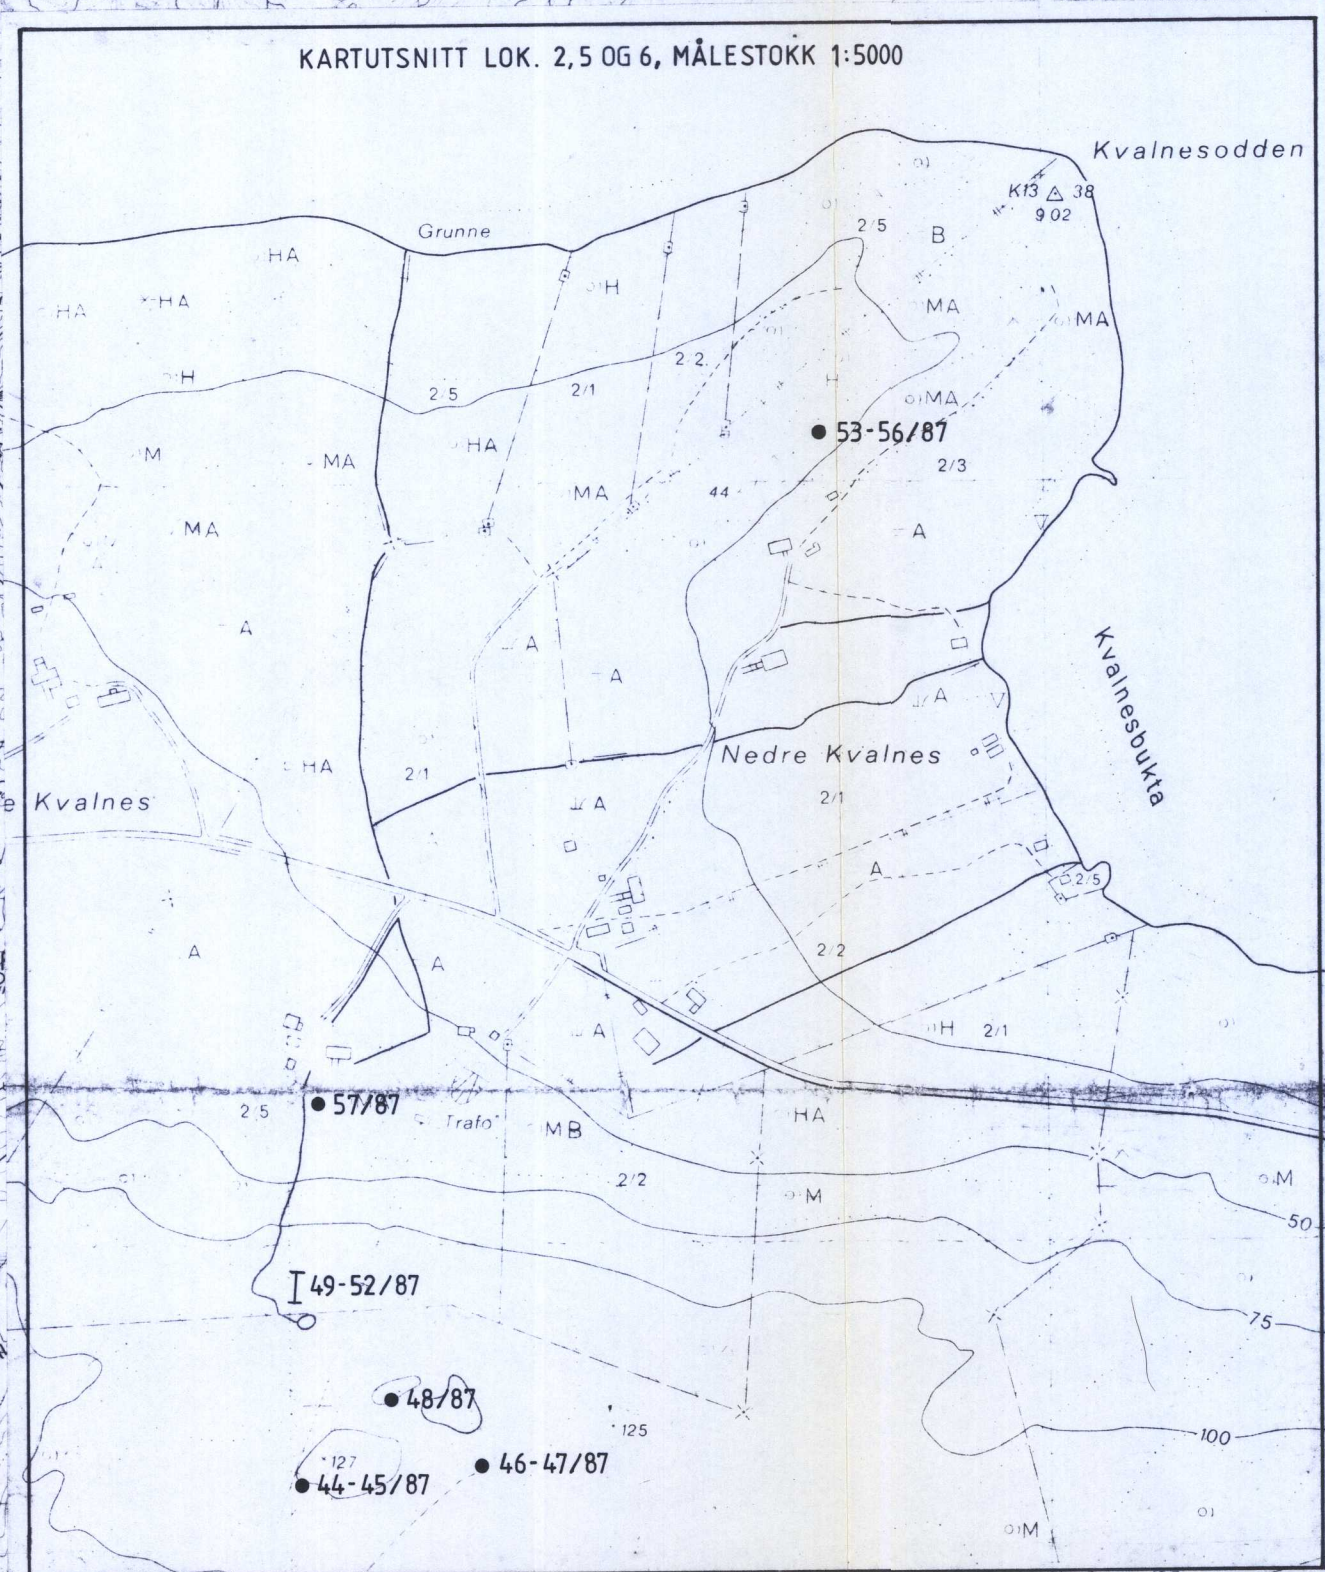 KARTUTSNITT LOK. 2,5 OG 6, MÅLESTOKK 1:5000
Kvalnesodden
K13 38
902
Grunne
2/5
B
HA
HA
HA
H
MA
MA
H
2/2
H
2/5
2/1
MA
53-56/87
HA
M
MA
2/3
MA
44
MA
A
A
A
A
Kvalnesbukta
A
Nedre Kvalnes
HA
2/1
2/1
e Kvalnes
A
A
2/5
A
A
2/2
A
H 2/1
57/87
2/5
Trafo
MB
HA
2/2
M
M
50
49-52/87
75
48/87
125
100
127
46-47/87
44-45/87
M